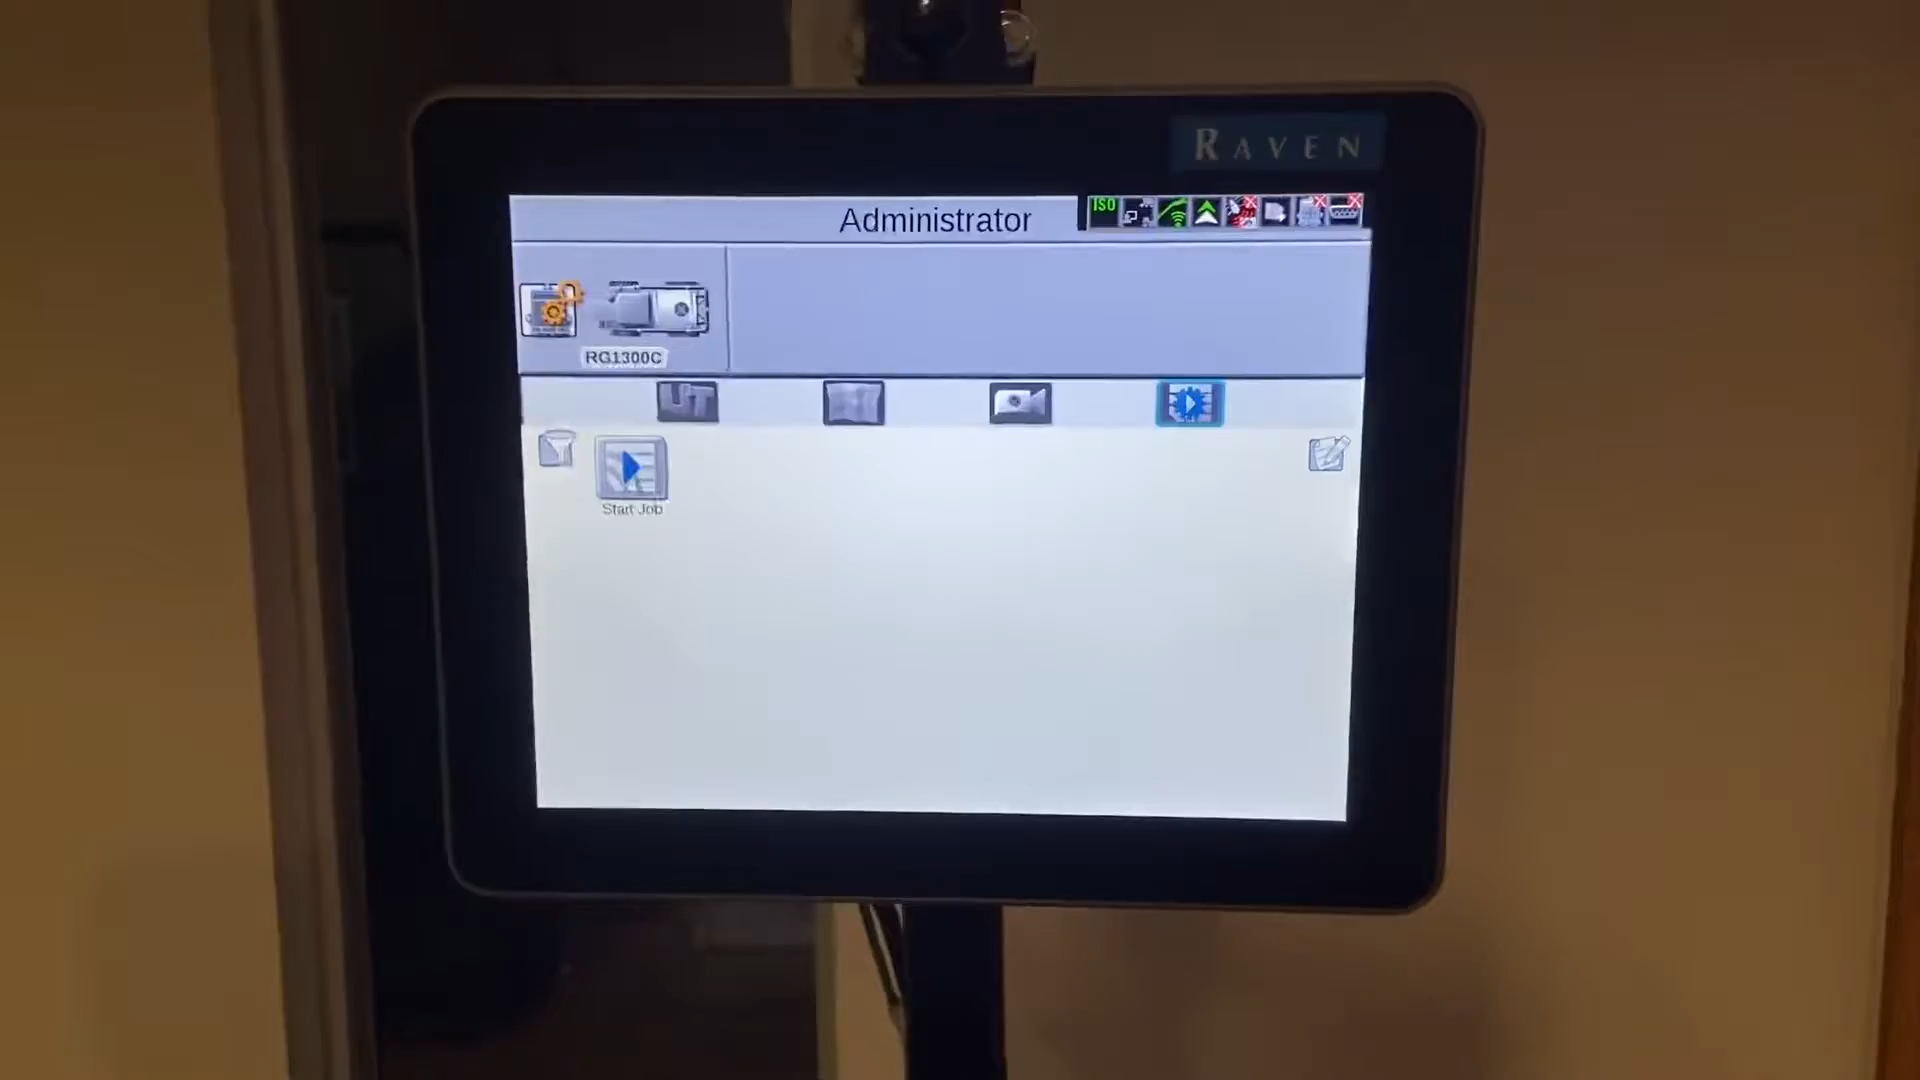 RAVEN
Administrator
ISO
RG1300C
UT
Start Job